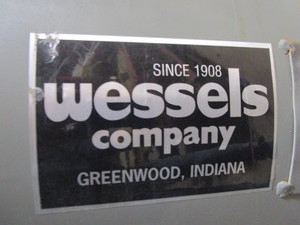 SINCE 1908
wessels
company
GREENWOOD, INDIANA